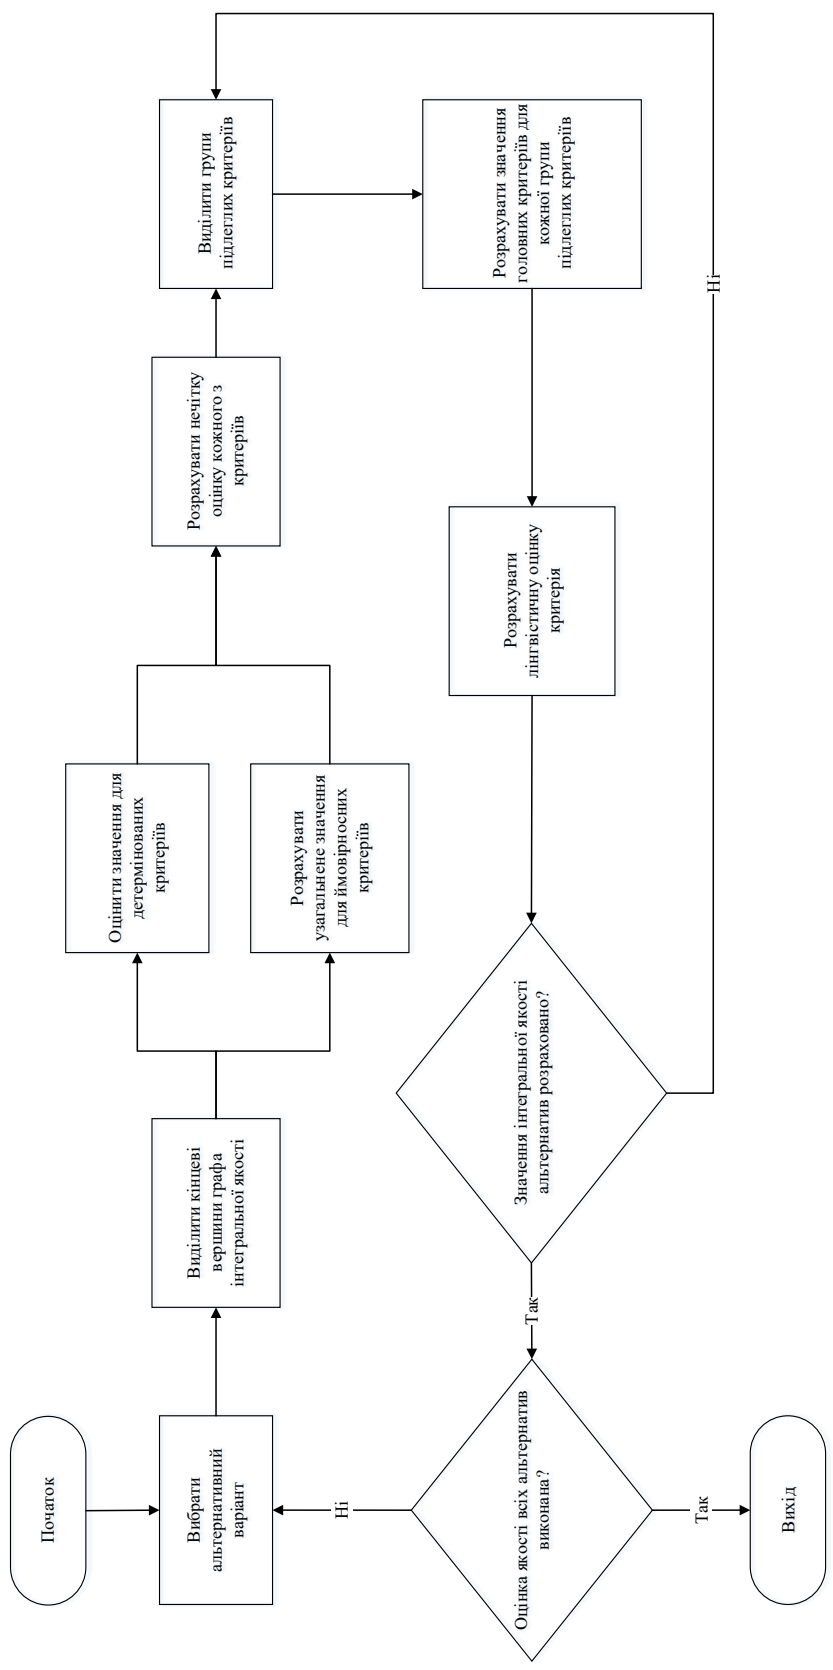 Початок
Вибрати
альтернативний
варіант
Виділити кінцеві
вершини графа
інтегральної якості
Оцінити значення для
детермінованих
критеріїв
Розрахувати
узагальнене значення
для ймовірносних
критеріїв
Розрахувати нечітку
оцінку кожного з
критеріїв
Виділити групи
підлеглих критеріїв
Розрахувати значення
головних критеріїв для
кожної групи
підлеглих критеріїв
Розрахувати
лінгвістичну оцінку
критерія
Значення інтегральної якості
альтернатив розраховано?
Ні
Так
Оцінка якості всіх альтернатив
виконана?
Ні
Так
Вихід